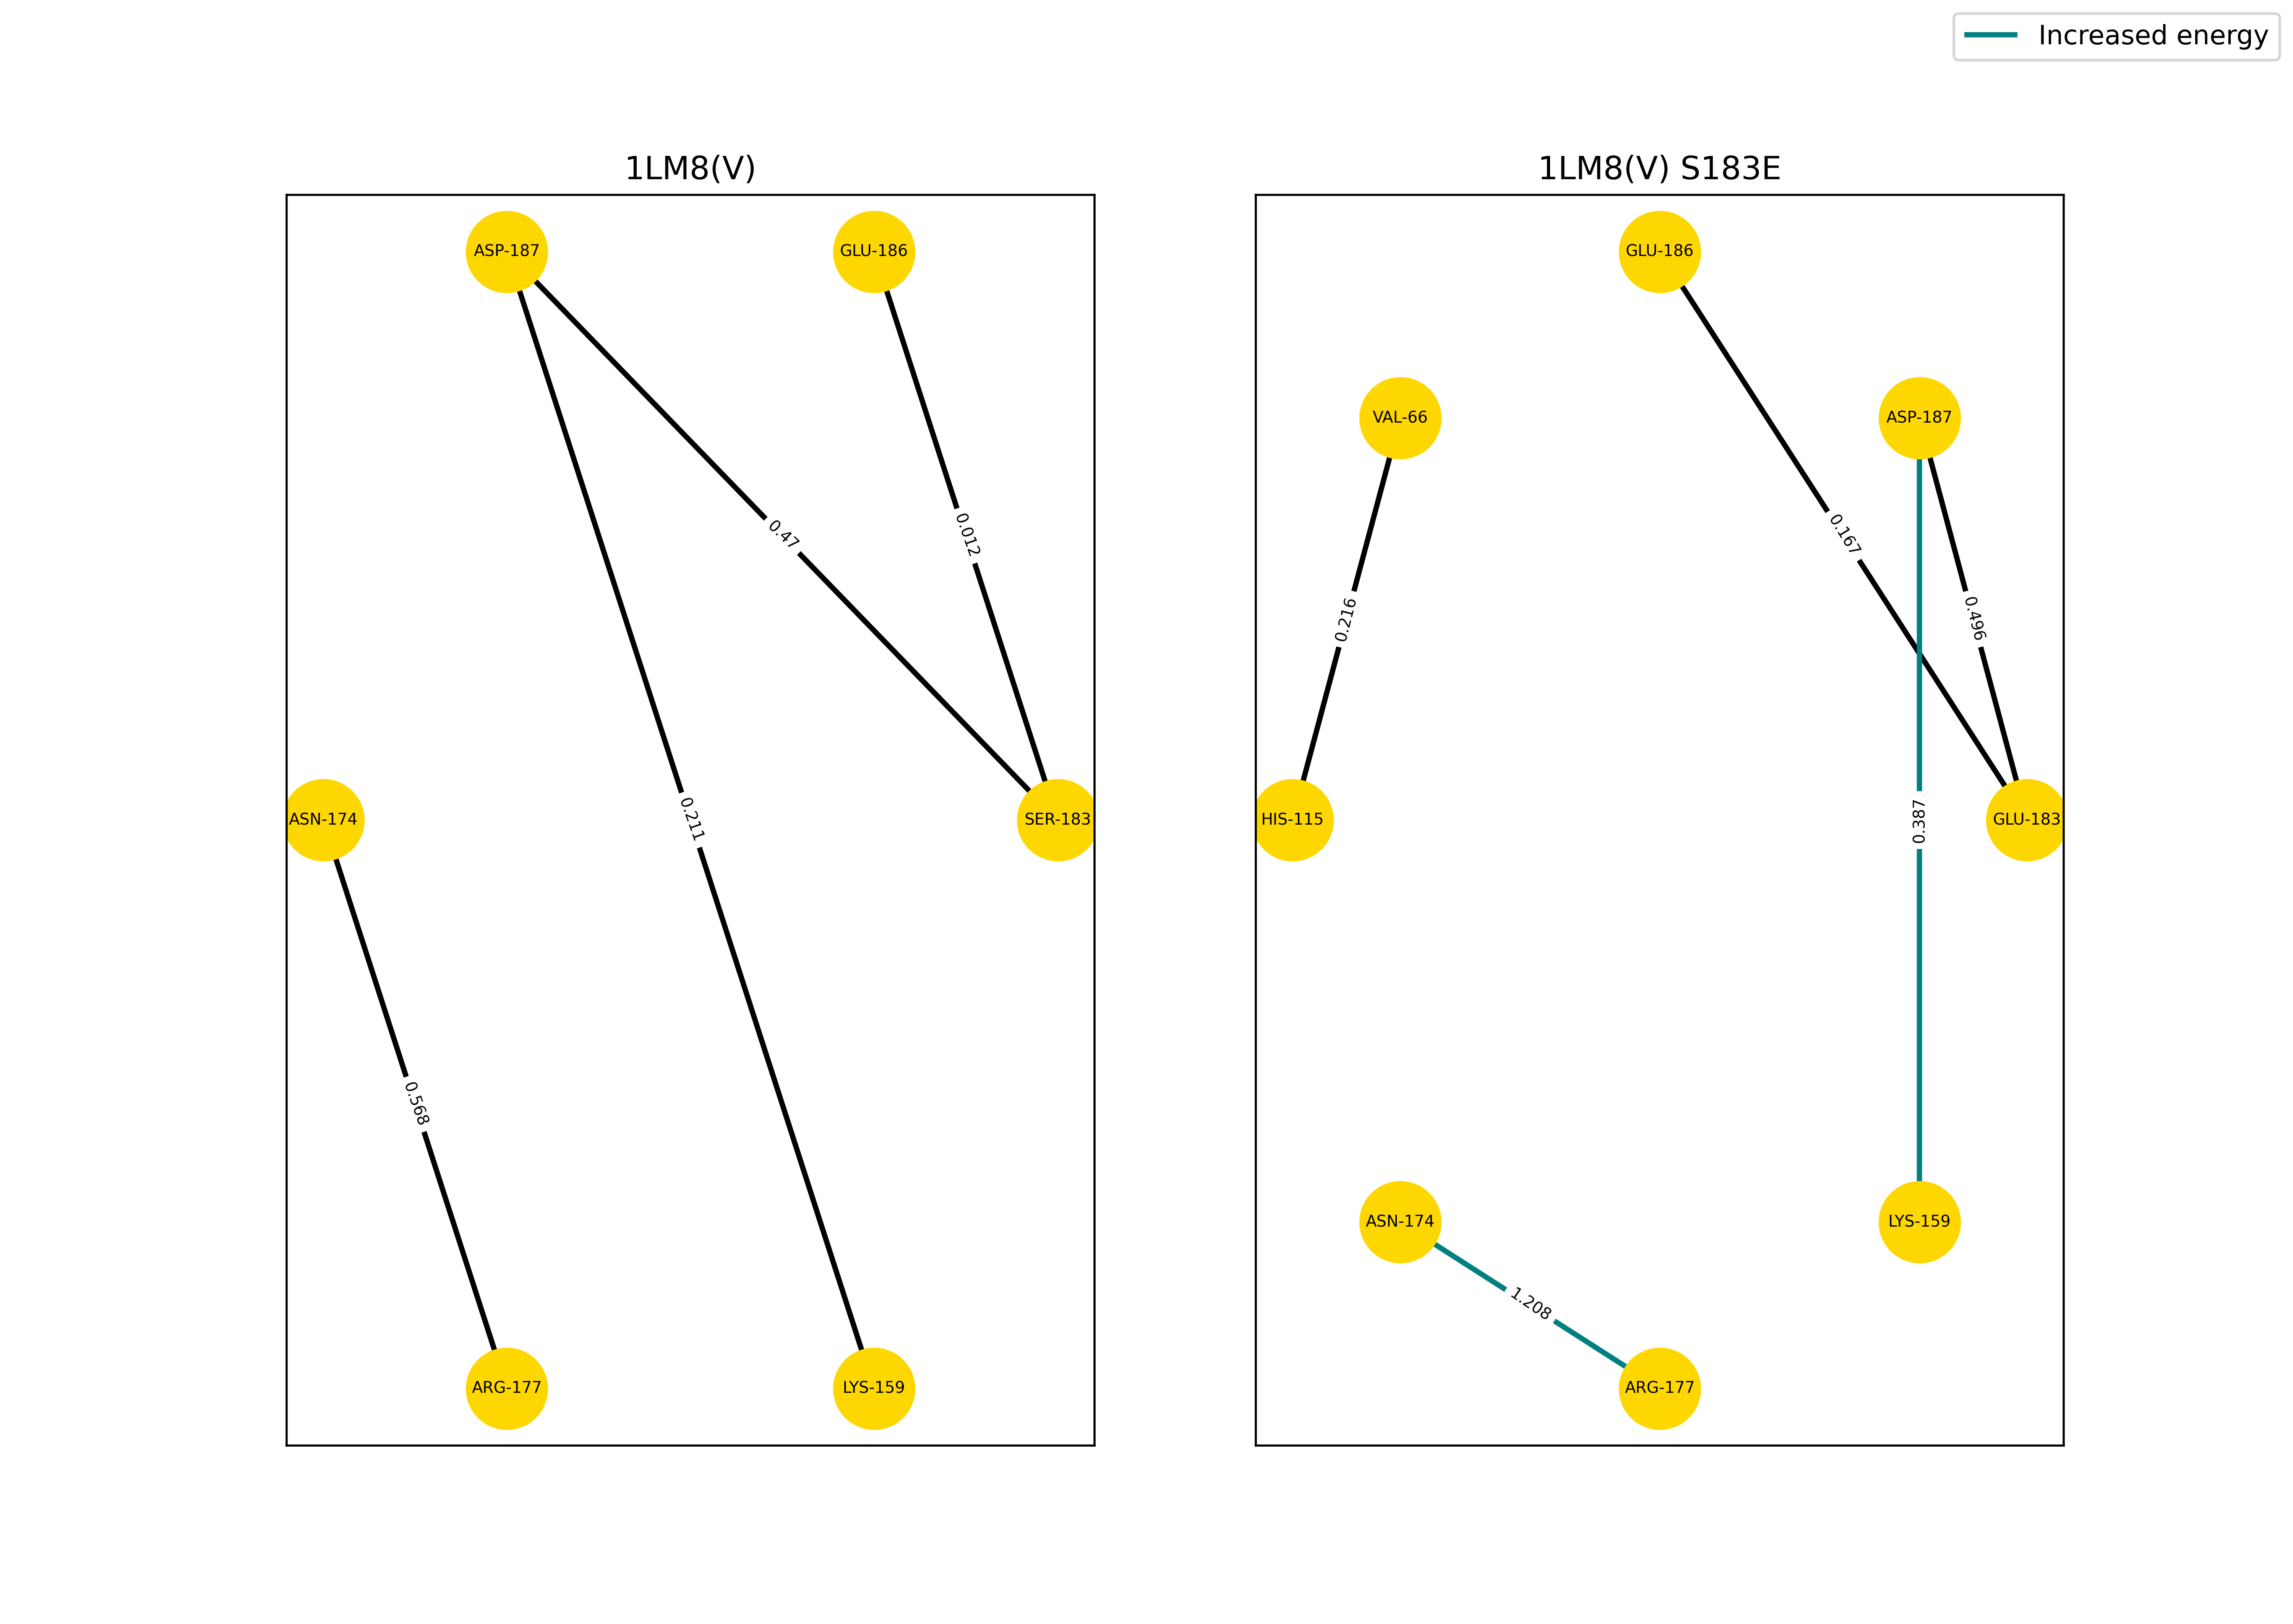 Increased energy
1LM8(V)
ASP-187
GLU-186
0.47
0.012
ASN-174
SER-183
0.211
0.568
ARG-177
LYS-159
1LM8(V) S183E
GLU-186
VAL-66
ASP-187
0.167
0.216
0.496
HIS-115
0.387
GLU-183
ASN-174
LYS-159
1.208
ARG-177